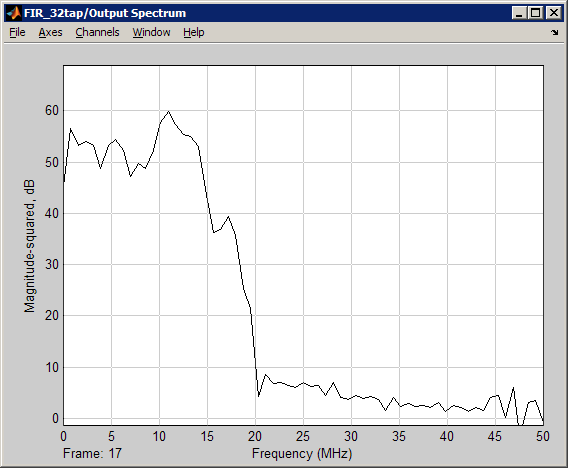 FIR_32tap/Output Spectrum
File Axes Channels Window Help
60
50
40
30
20
10
0
Magnitude-squared, dB
0 5 10 15 20 25 30 35 40 45 50
Frame: 17 Frequency (MHz)